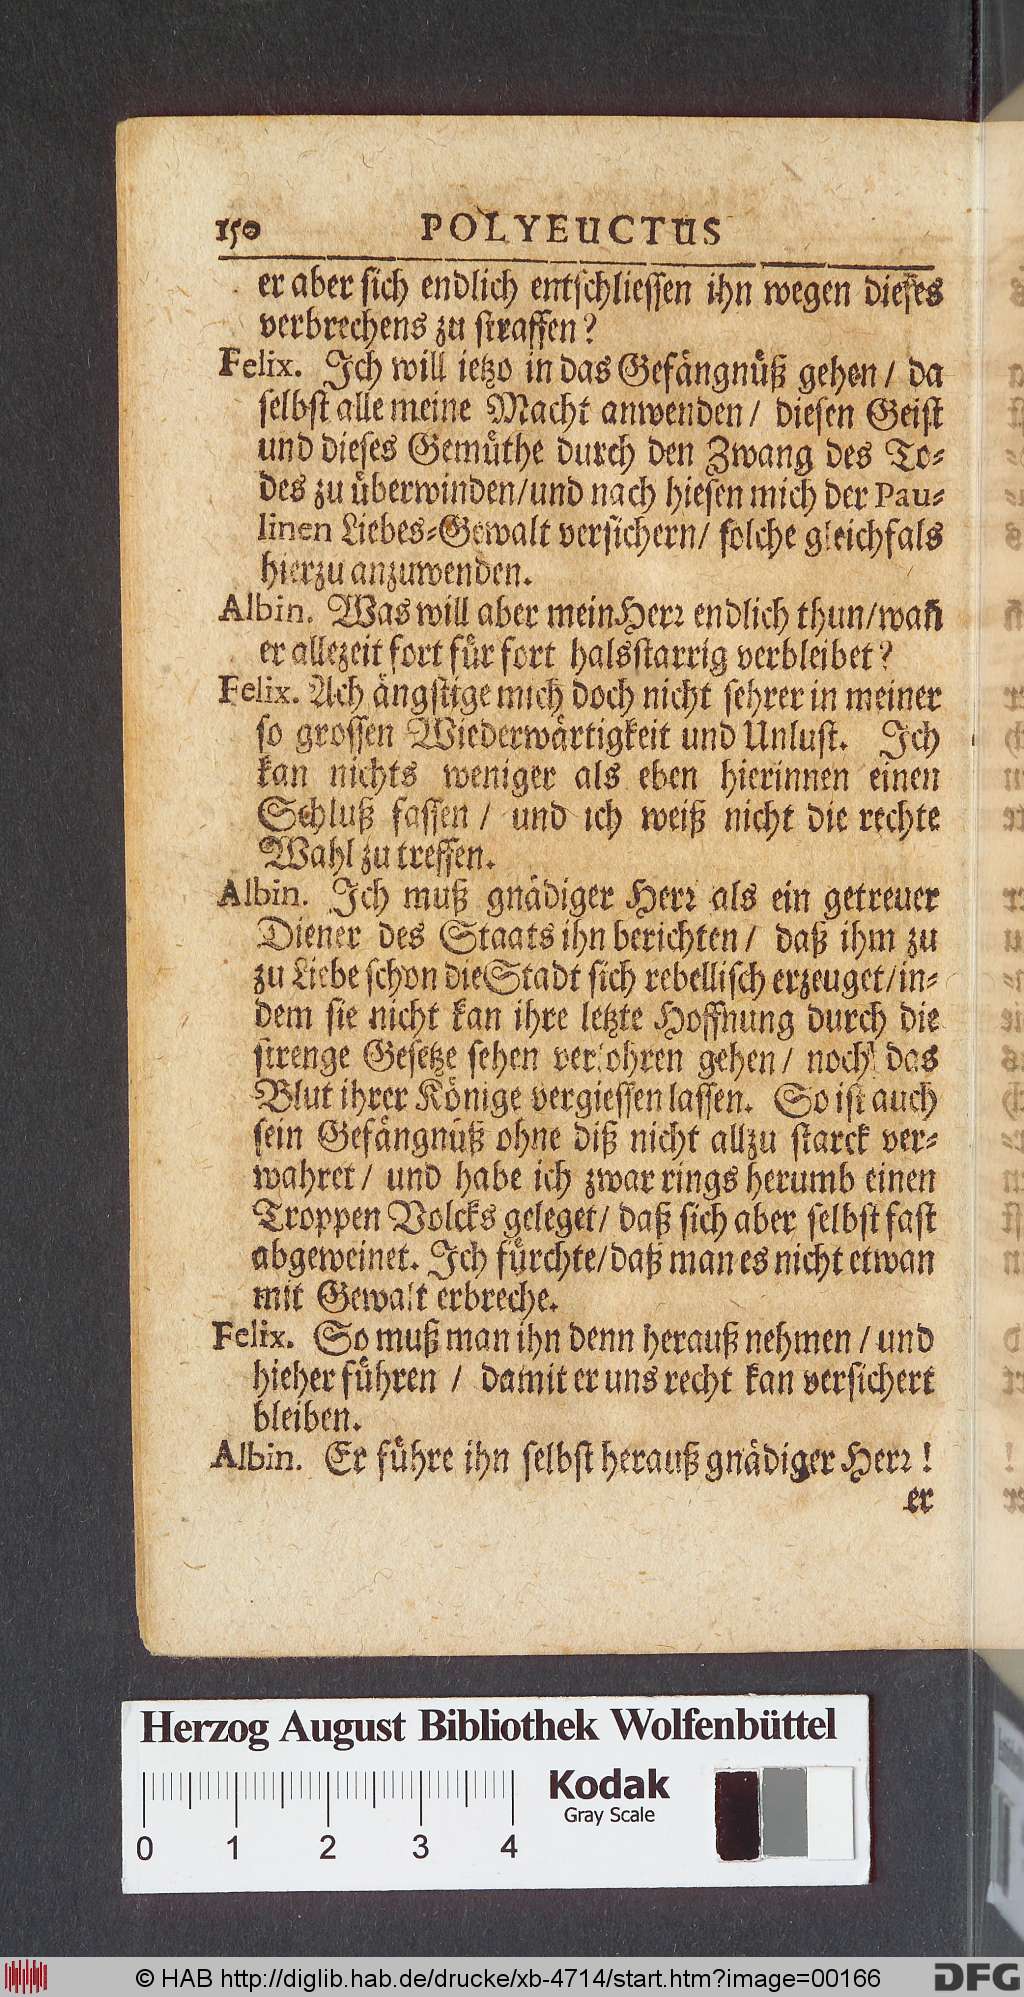 150 POLYEUCTUS
er aber sich endlich entschliessen ihn wegen dieses
verbrechens zu straffen?
Felix. Ich will ietzo in das Gefängnüß gehen / da
selbst alle meine Macht anwenden / diesen Geist
und dieses Gemüthe durch den Zwang des To-
des zu überwinden/und nach hiesen mich der Pau-
linen Liebes-Gewalt versichern/ solche gleichfals
hierzu anzuwenden.
Albin. Was will aber mein Herꝛ endlich thun/wañ
er allezeit fort für fort halsstarrig verbleibet?
Felix. Ach ängstige mich doch nicht sehrer in meiner
so grossen Wiederwärtigkeit und Unlust. Ich
kan nichts weniger als eben hierinnen einen
Schluß fassen / und ich weiß nicht die rechte
Wahl zu treffen.
Albin. Ich muß gnädiger Herꝛ als ein getreuer
Diener des Staats ihn berichten / daß ihm zu
zu Liebe schon die Stadt sich rebellisch erzeuget/in-
dem sie nicht kan ihre letzte Hoffnung durch die
strenge Gesetze sehen verlohren gehen / noch das
Blut ihrer Könige vergiessen lassen. So ist auch
sein Gefängnüß ohne diß nicht allzu starck ver-
wahret / und habe ich zwar rings herumb einen
Troppen Volcks geleget / daß sich aber selbst fast
abgeweinet. Ich fürchte/daß man es nicht etwan
mit Gewalt erbreche.
Felix. So muß man ihn denn herauß nehmen / und
hieher führen / damit er uns recht kan versichert
bleiben.
Albin. Er führe ihn selbst herauß gnädiger Herꝛ !
er
Herzog August Bibliothek Wolfenbüttel
Kodak
Gray Scale
0 1 2 3 4
© HAB http://diglib.hab.de/drucke/xb-4714/start.htm?image=00166
DFG